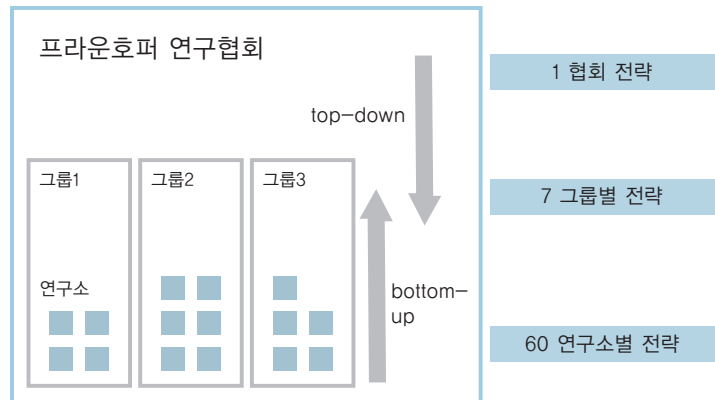 프라운호퍼 연구협회
1 협회 전략
top-down
그룹1
그룹2
그룹3
7 그룹별 전략
연구소
bottom-
up
60 연구소별 전략